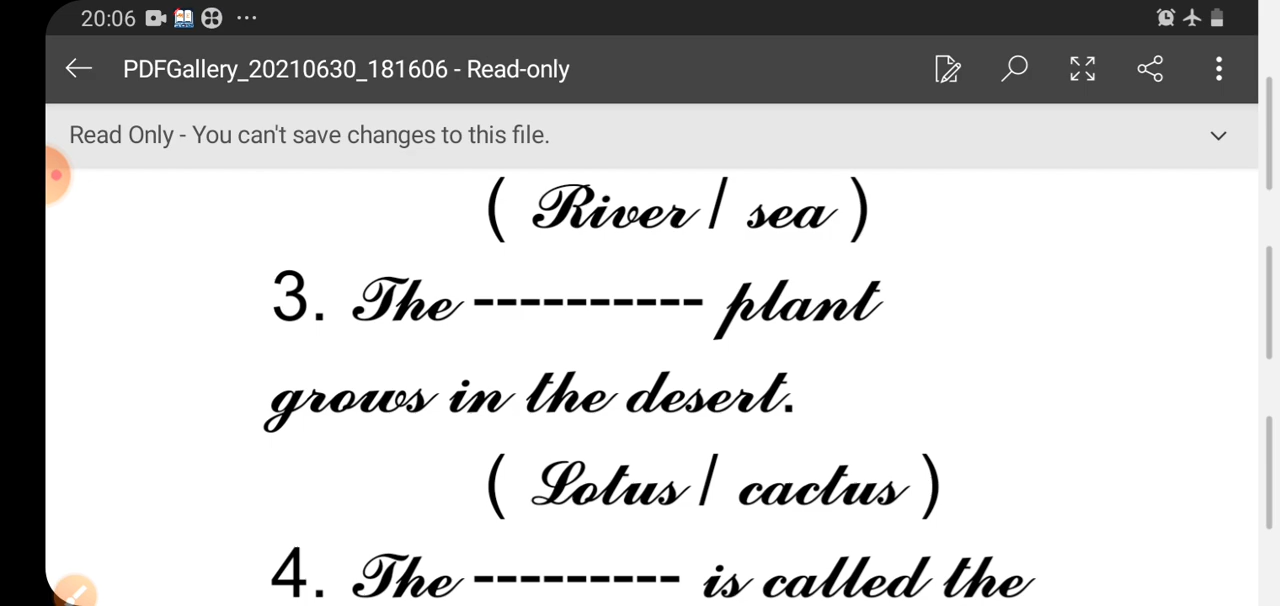 20:06 ...
PDFGallery_20210630_181606 - Read-only
Read Only - You can't save changes to this file.
( River / sea )
3. The ---------- plant
grows in the desert.
( Lotus / cactus )
4. The --------- is called the